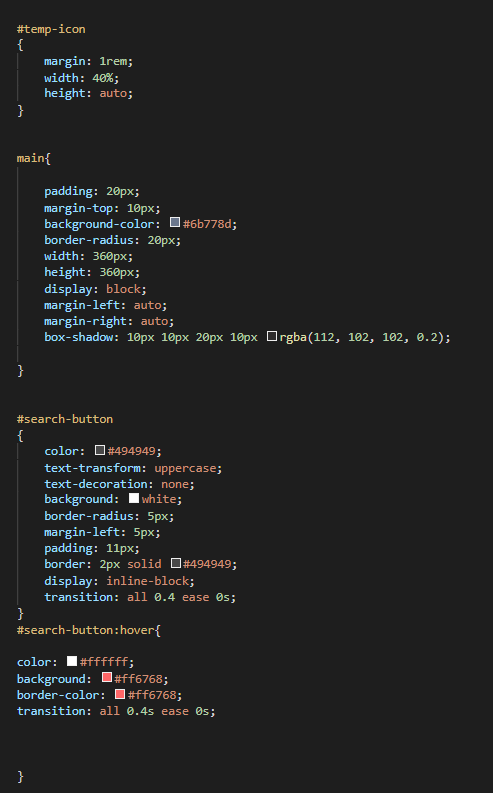 #temp-icon
{
margin: 1rem;
width: 40%;
height: auto;
}
main{
padding: 20px;
margin-top: 10px;
background-color: #6b778d;
border-radius: 20px;
width: 360px;
height: 360px;
display: block;
margin-left: auto;
margin-right: auto;
box-shadow: 10px 10px 20px 10px rgba(112, 102, 102, 0.2);
}
#search-button
{
color: #494949;
text-transform: uppercase;
text-decoration: none;
background: white;
border-radius: 5px;
margin-left: 5px;
padding: 11px;
border: 2px solid #494949;
display: inline-block;
transition: all 0.4 ease 0s;
}
#search-button:hover{
color: #ffffff;
background: #ff6768;
border-color: #ff6768;
transition: all 0.4s ease 0s;
}